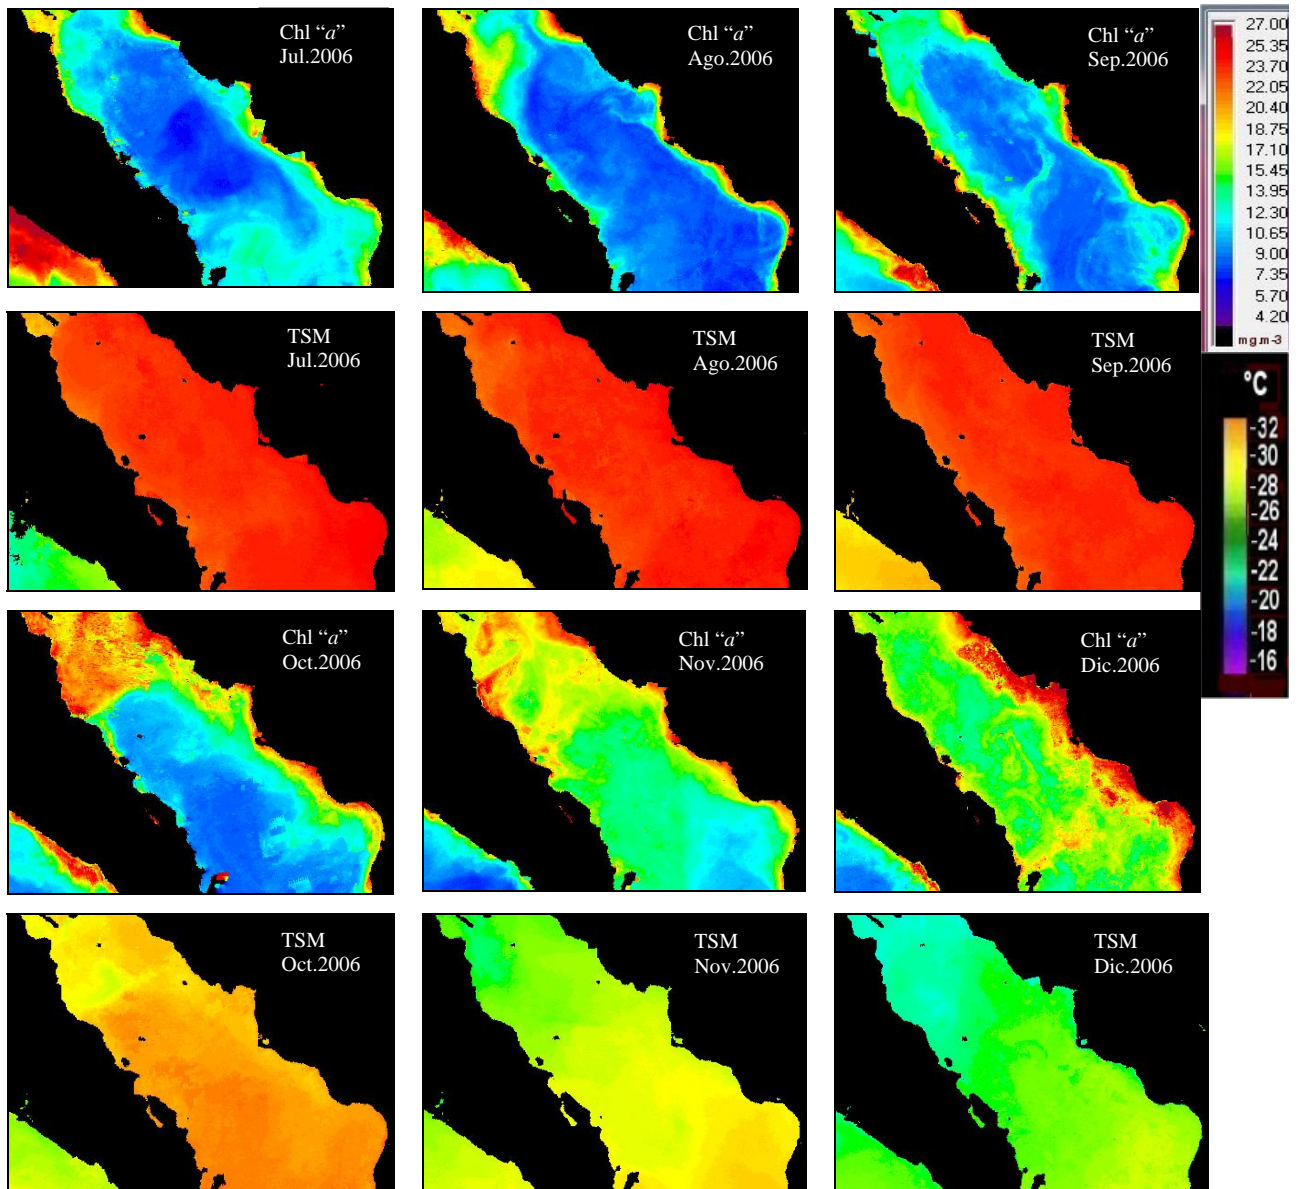 Chl “a”
Jul.2006
Chl “a”
Ago.2006
Chl “a”
Sep.2006
27.00
25.35
23.70
22.05
20.40
18.75
17.10
15.45
13.95
12.30
10.65
9.00
7.35
5.70
4.20
mg.m-3
TSM
Jul.2006
TSM
Ago.2006
TSM
Sep.2006
°C
-32
-30
-28
-26
-24
-22
-20
-18
-16
Chl “a”
Oct.2006
Chl “a”
Nov.2006
Chl “a”
Dic.2006
TSM
Oct.2006
TSM
Nov.2006
TSM
Dic.2006